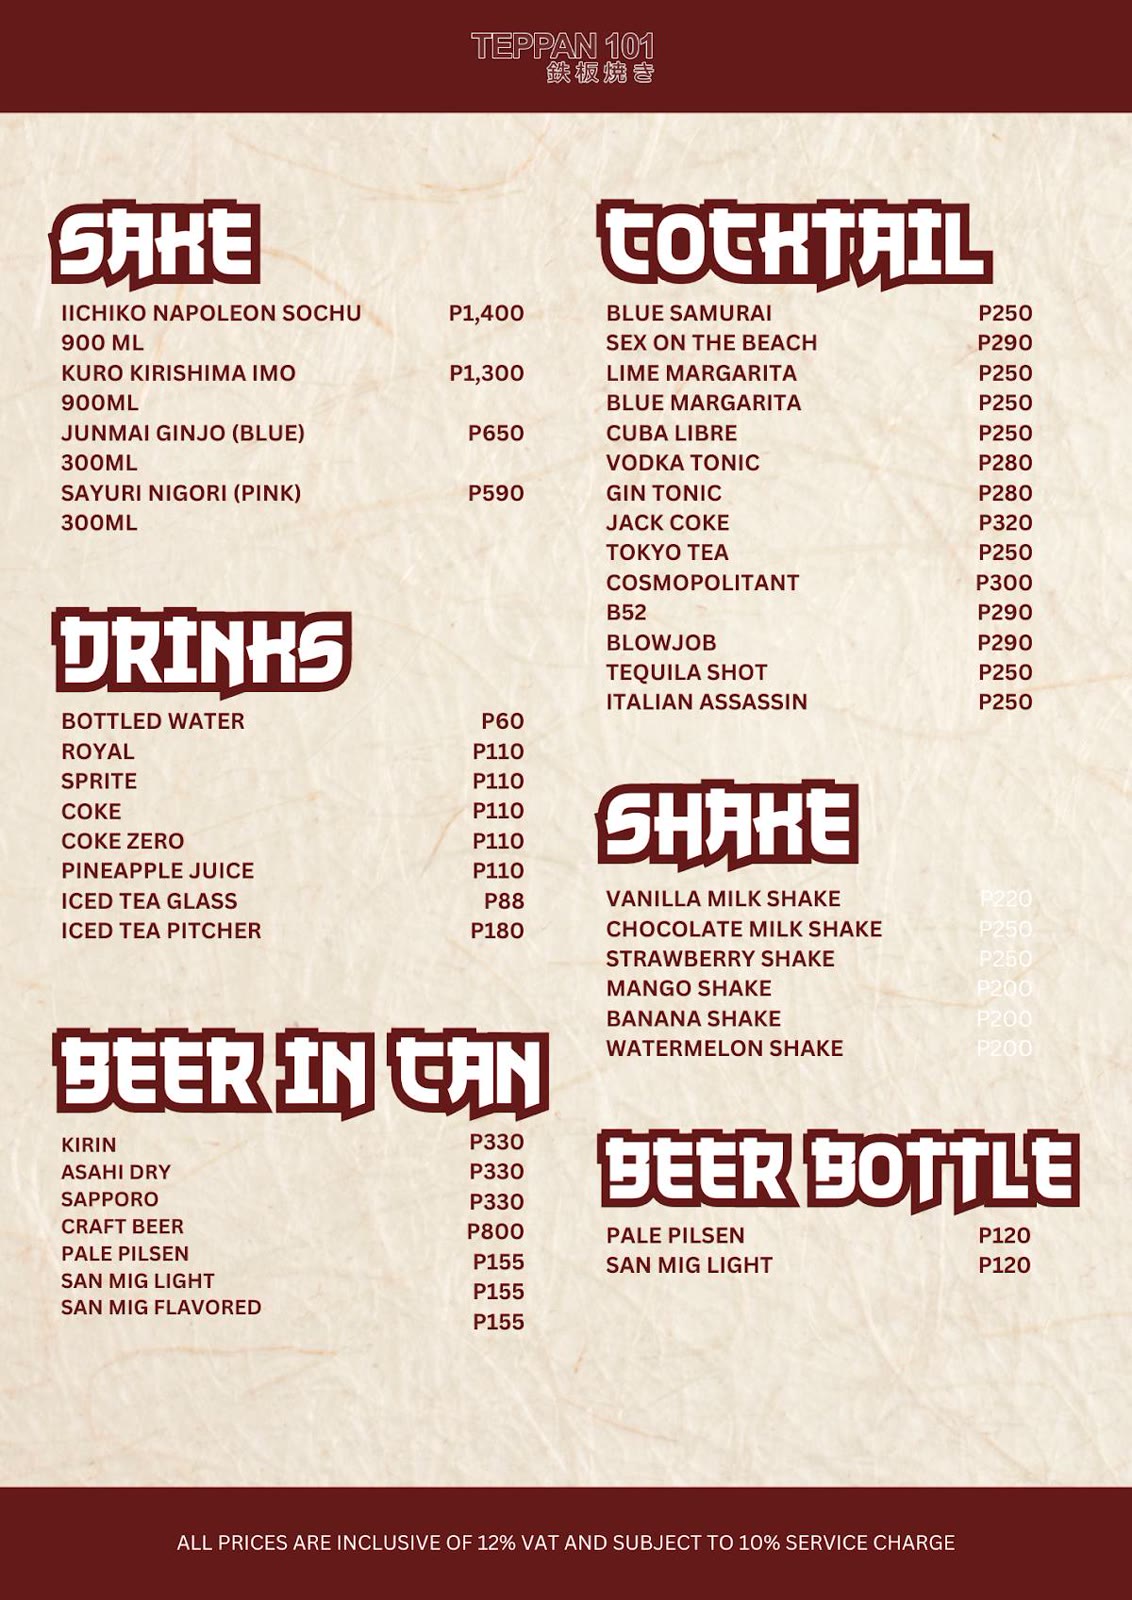 TEPPAN 101
鉄板焼き
SAKE
IICHIKO NAPOLEON SOCHU P1,400
900 ML
KURO KIRISHIMA IMO P1,300
900ML
JUNMAI GINJO (BLUE) P650
300ML
SAYURI NIGORI (PINK) P590
300ML
DRINKS
BOTTLED WATER P60
ROYAL P110
SPRITE P110
COKE P110
COKE ZERO P110
PINEAPPLE JUICE P110
ICED TEA GLASS P88
ICED TEA PITCHER P180
BEER IN CAN
KIRIN P330
ASAHI DRY P330
SAPPORO P330
CRAFT BEER P800
PALE PILSEN P155
SAN MIG LIGHT P155
SAN MIG FLAVORED P155
COCKTAIL
BLUE SAMURAI P250
SEX ON THE BEACH P290
LIME MARGARITA P250
BLUE MARGARITA P250
CUBA LIBRE P250
VODKA TONIC P280
GIN TONIC P280
JACK COKE P320
TOKYO TEA P250
COSMOPOLITANT P300
B52 P290
BLOWJOB P290
TEQUILA SHOT P250
ITALIAN ASSASSIN P250
SHAKE
VANILLA MILK SHAKE P220
CHOCOLATE MILK SHAKE P250
STRAWBERRY SHAKE P250
MANGO SHAKE P200
BANANA SHAKE P200
WATERMELON SHAKE P200
BEER BOTTLE
PALE PILSEN P120
SAN MIG LIGHT P120
ALL PRICES ARE INCLUSIVE OF 12% VAT AND SUBJECT TO 10% SERVICE CHARGE